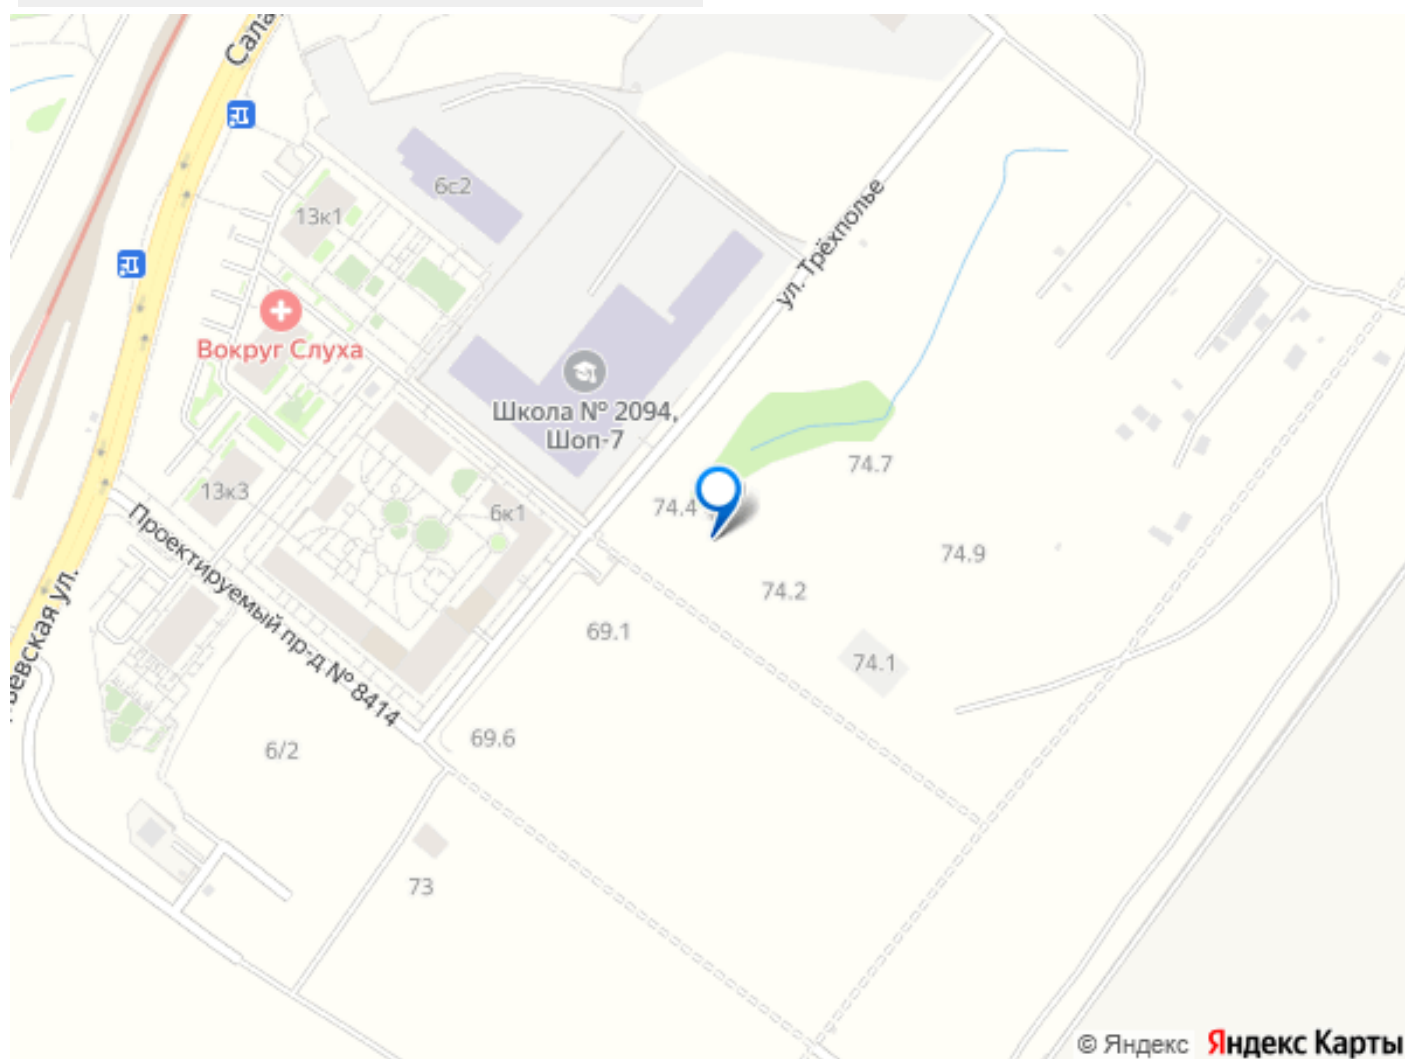 Сала
6с2
13к1
ул. Трёхполье
Вокруг Слуха
Школа № 2094,
Шоп-7
74.7
13к3
6к1
74.4
Проектируемый пр-д № 8414
74.9
74.2
евская ул.
69.1
74.1
69.6
6/2
73
© Яндекс Яндекс Карты